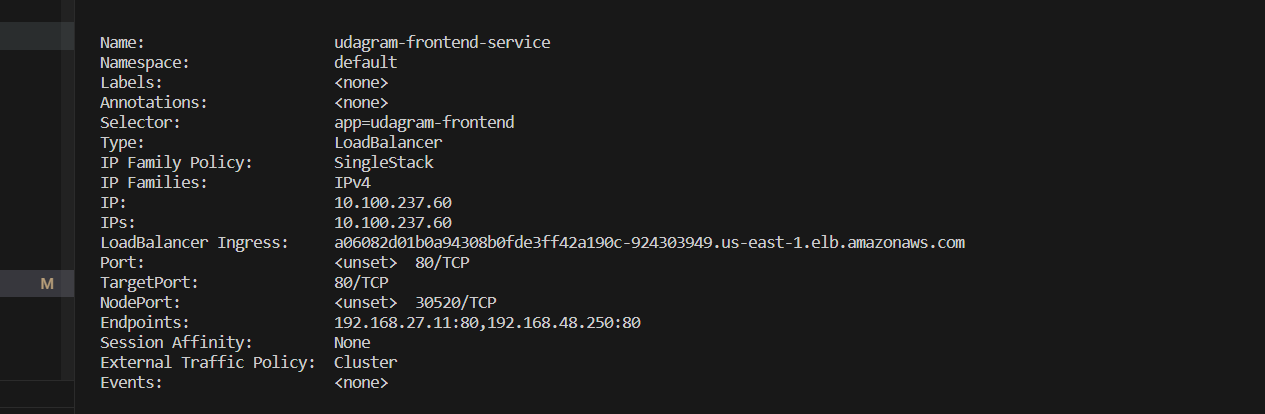 Name: udagram-frontend-service
Namespace: default
Labels: <none>
Annotations: <none>
Selector: app=udagram-frontend
Type: LoadBalancer
IP Family Policy: SingleStack
IP Families: IPv4
IP: 10.100.237.60
IPs: 10.100.237.60
LoadBalancer Ingress: a06082d01b0a94308b0fde3ff42a190c-924303949.us-east-1.elb.amazonaws.com
Port: <unset> 80/TCP
TargetPort: 80/TCP
M
NodePort: <unset> 30520/TCP
Endpoints: 192.168.27.11:80,192.168.48.250:80
Session Affinity: None
External Traffic Policy: Cluster
Events: <none>